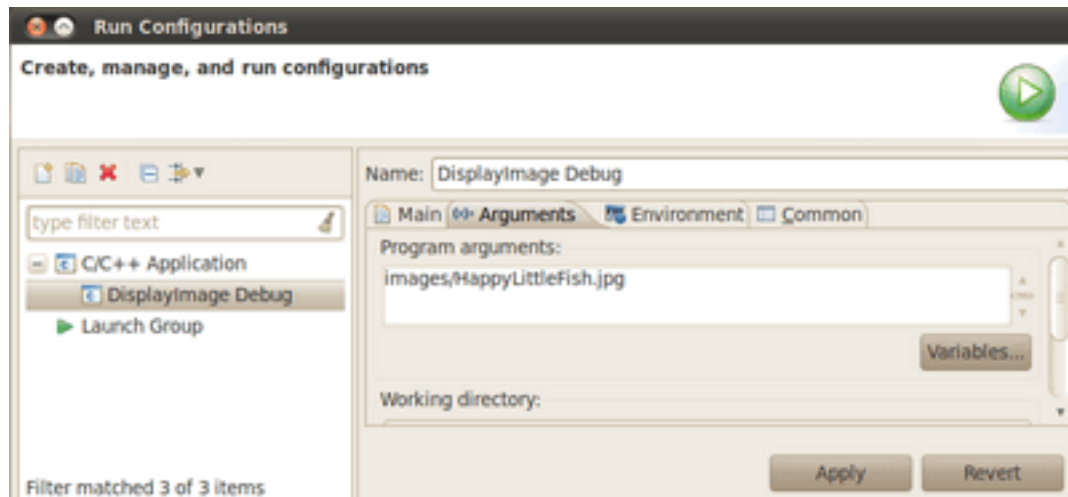 Run Configurations
Create, manage, and run configurations
type filter text
C/C++ Application
DisplayImage Debug
Launch Group
Filter matched 3 of 3 items
Name: DisplayImage Debug
Main Arguments Environment Common
Program arguments:
images/HappyLittleFish.jpg
Variables...
Working directory:
Apply Revert